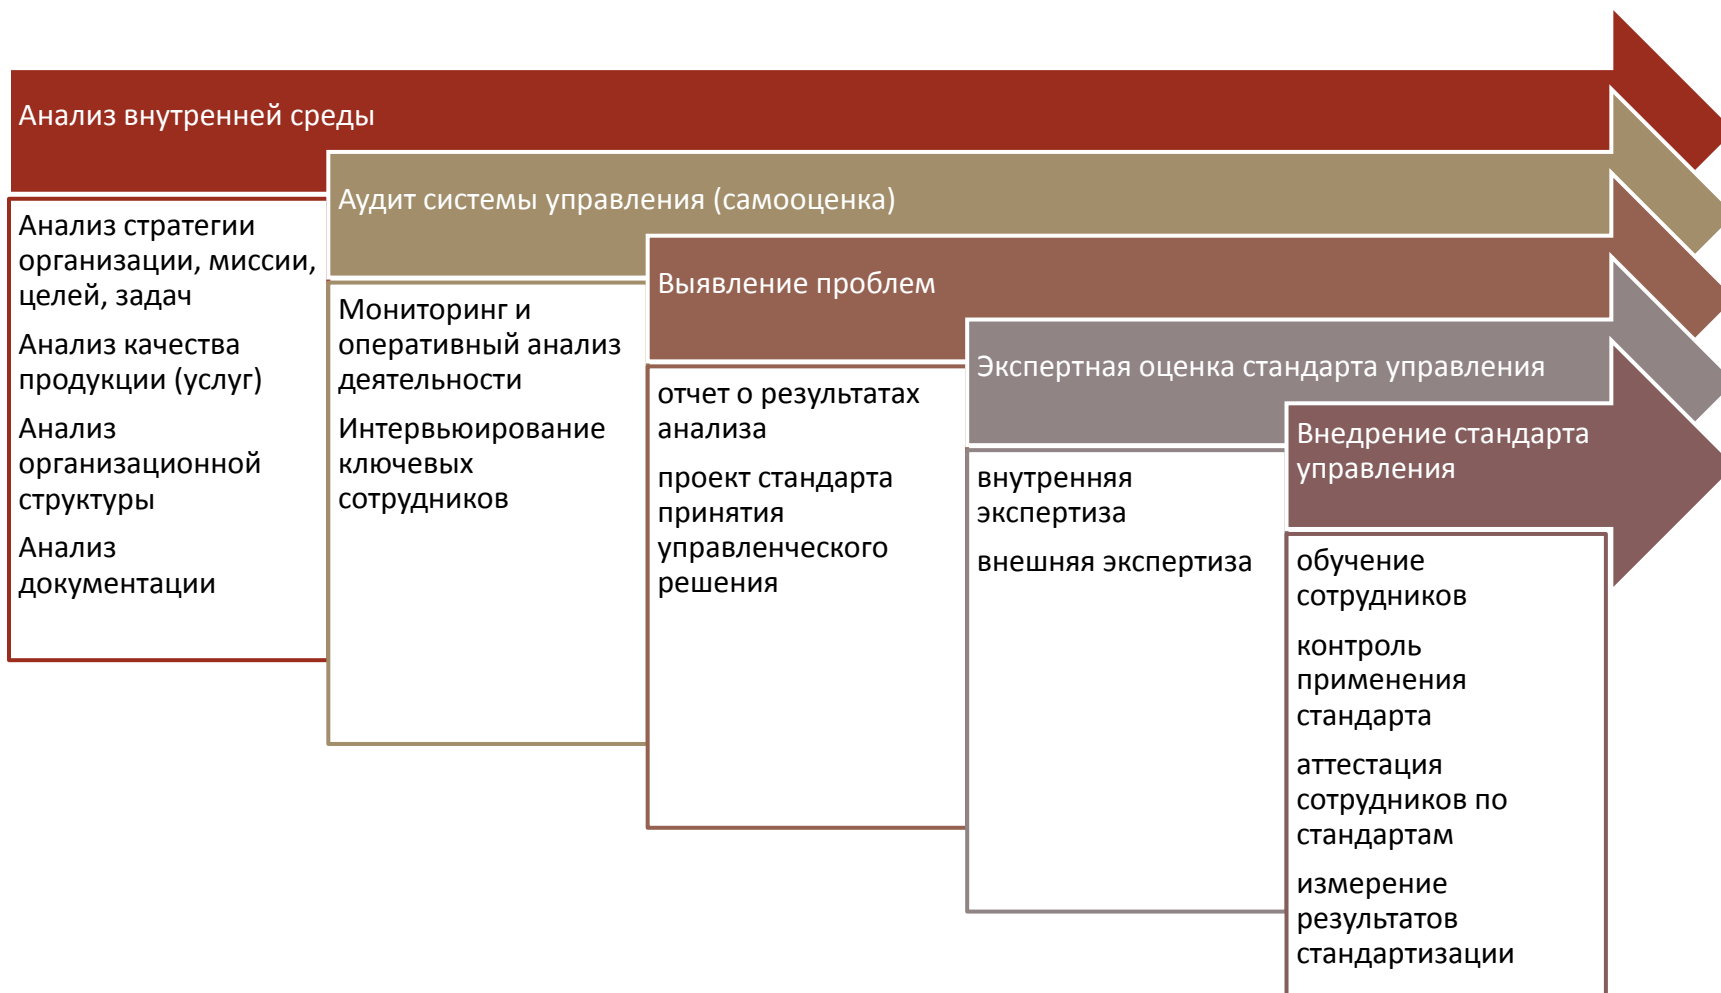 Анализ внутренней среды
Анализ стратегии
организации, миссии,
целей, задач
Анализ качества
продукции (услуг)
Анализ
организационной
структуры
Анализ
документации
Аудит системы управления (самооценка)
Мониторинг и
оперативный анализ
деятельности
Интервьюирование
ключевых
сотрудников
Выявление проблем
отчет о результатах
анализа
проект стандарта
принятия
управленческого
решения
Экспертная оценка стандарта управления
внутренняя
экспертиза
внешняя экспертиза
Внедрение стандарта
управления
обучение
сотрудников
контроль
применения
стандарта
аттестация
сотрудников по
стандартам
измерение
результатов
стандартизации